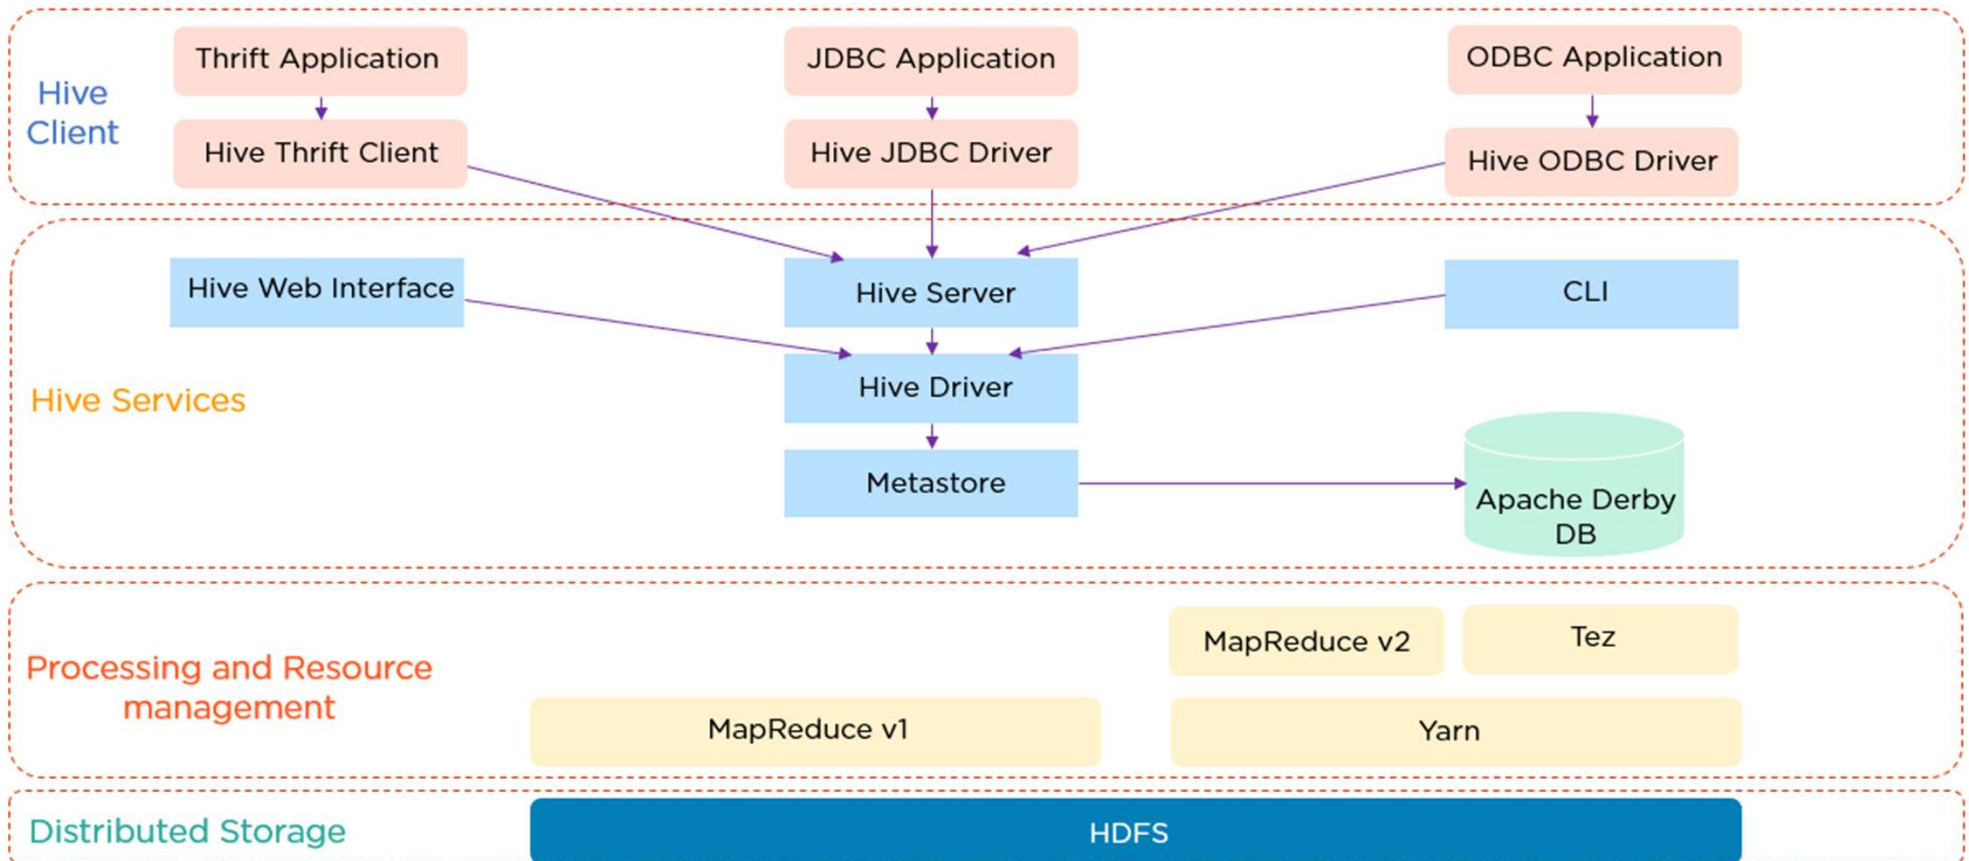 Thrift Application
JDBC Application
ODBC Application
Hive
Client
Hive Thrift Client
Hive JDBC Driver
Hive ODBC Driver
Hive Web Interface
Hive Server
CLI
Hive Driver
Hive Services
Metastore
Apache Derby
DB
MapReduce v2
Tez
Processing and Resource
management
MapReduce v1
Yarn
Distributed Storage
HDFS